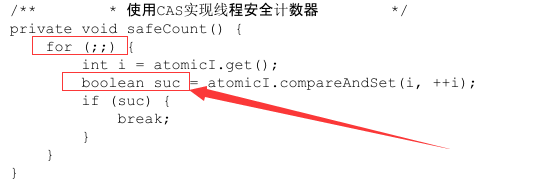 /** * 使用CAS实现线程安全计数器 */
private void safeCount() {
for (;;) {
int i = atomicI.get();
boolean suc = atomicI.compareAndSet(i, ++i);
if (suc) {
break;
}
}
}